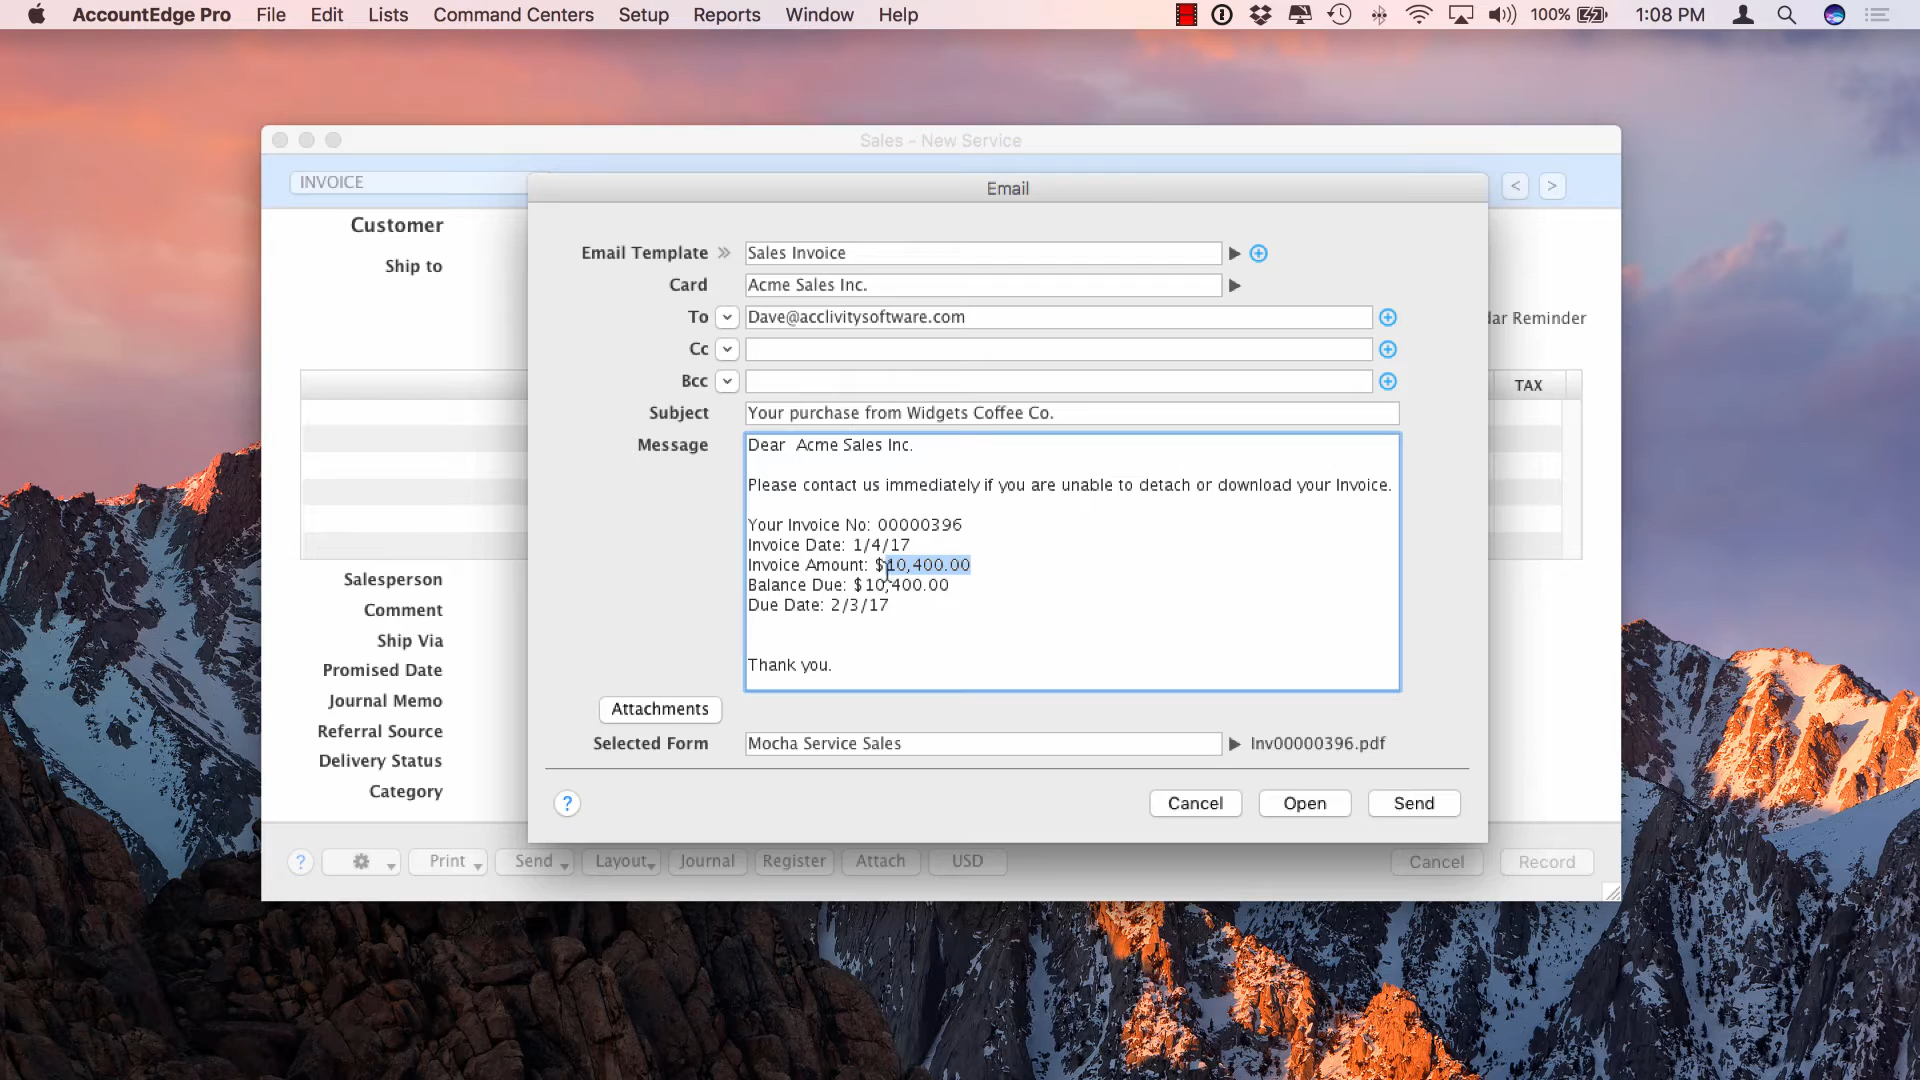 AccountEdge Pro File Edit Lists Command Centers Setup Reports Window Help 100% 1:08 PM
Sales - New Service
INVOICE
< >
Email
Customer
Ship to
Email Template » Sales Invoice
Card Acme Sales Inc.
To Dave@acclivitysoftware.com
dar Reminder
Cc
Bcc
TAX
Subject Your purchase from Widgets Coffee Co.
Message Dear  Acme Sales Inc.
Please contact us immediately if you are unable to detach or download your Invoice.
Your Invoice No: 00000396
Invoice Date: 1/4/17
Invoice Amount: $10,400.00
Balance Due: $10,400.00
Due Date: 2/3/17
Thank you.
Salesperson
Comment
Ship Via
Promised Date
Journal Memo
Referral Source
Delivery Status
Category
Attachments
Selected Form Mocha Service Sales Inv00000396.pdf
? Cancel Open Send
? Print Send Layout Journal Register Attach USD Cancel Record